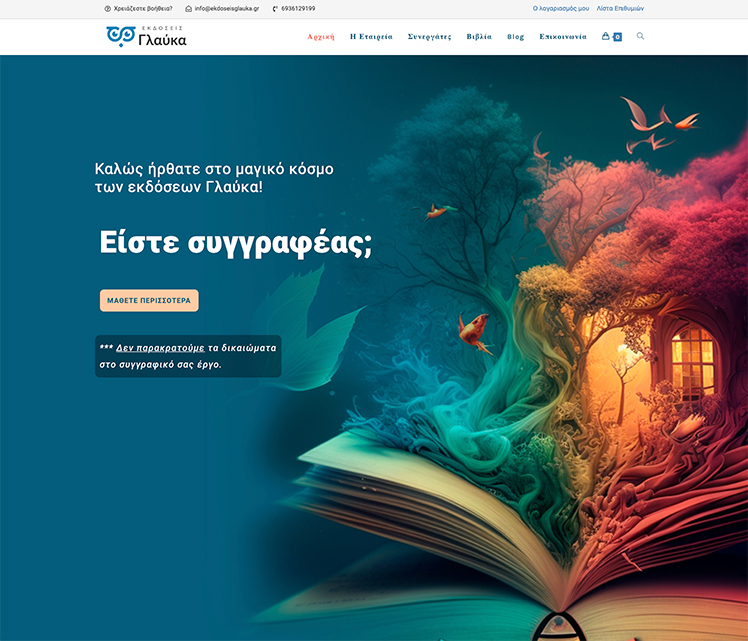 Χρειάζεστε βοήθεια? info@ekdoseisglauka.gr 6936129199 Ο λογαριασμός μου Λίστα Επιθυμιών
ΕΚΔΟΣΕΙΣ
Γλαύκα
Αρχική Η Εταιρεία Συνεργάτες Βιβλία Blog Επικοινωνία 0
Καλώς ήρθατε στο μαγικό κόσμο
των εκδόσεων Γλαύκα!
Είστε συγγραφέας;
ΜΑΘΕΤΕ ΠΕΡΙΣΣΟΤΕΡΑ
*** Δεν παρακρατούμε τα δικαιώματα
στο συγγραφικό σας έργο.